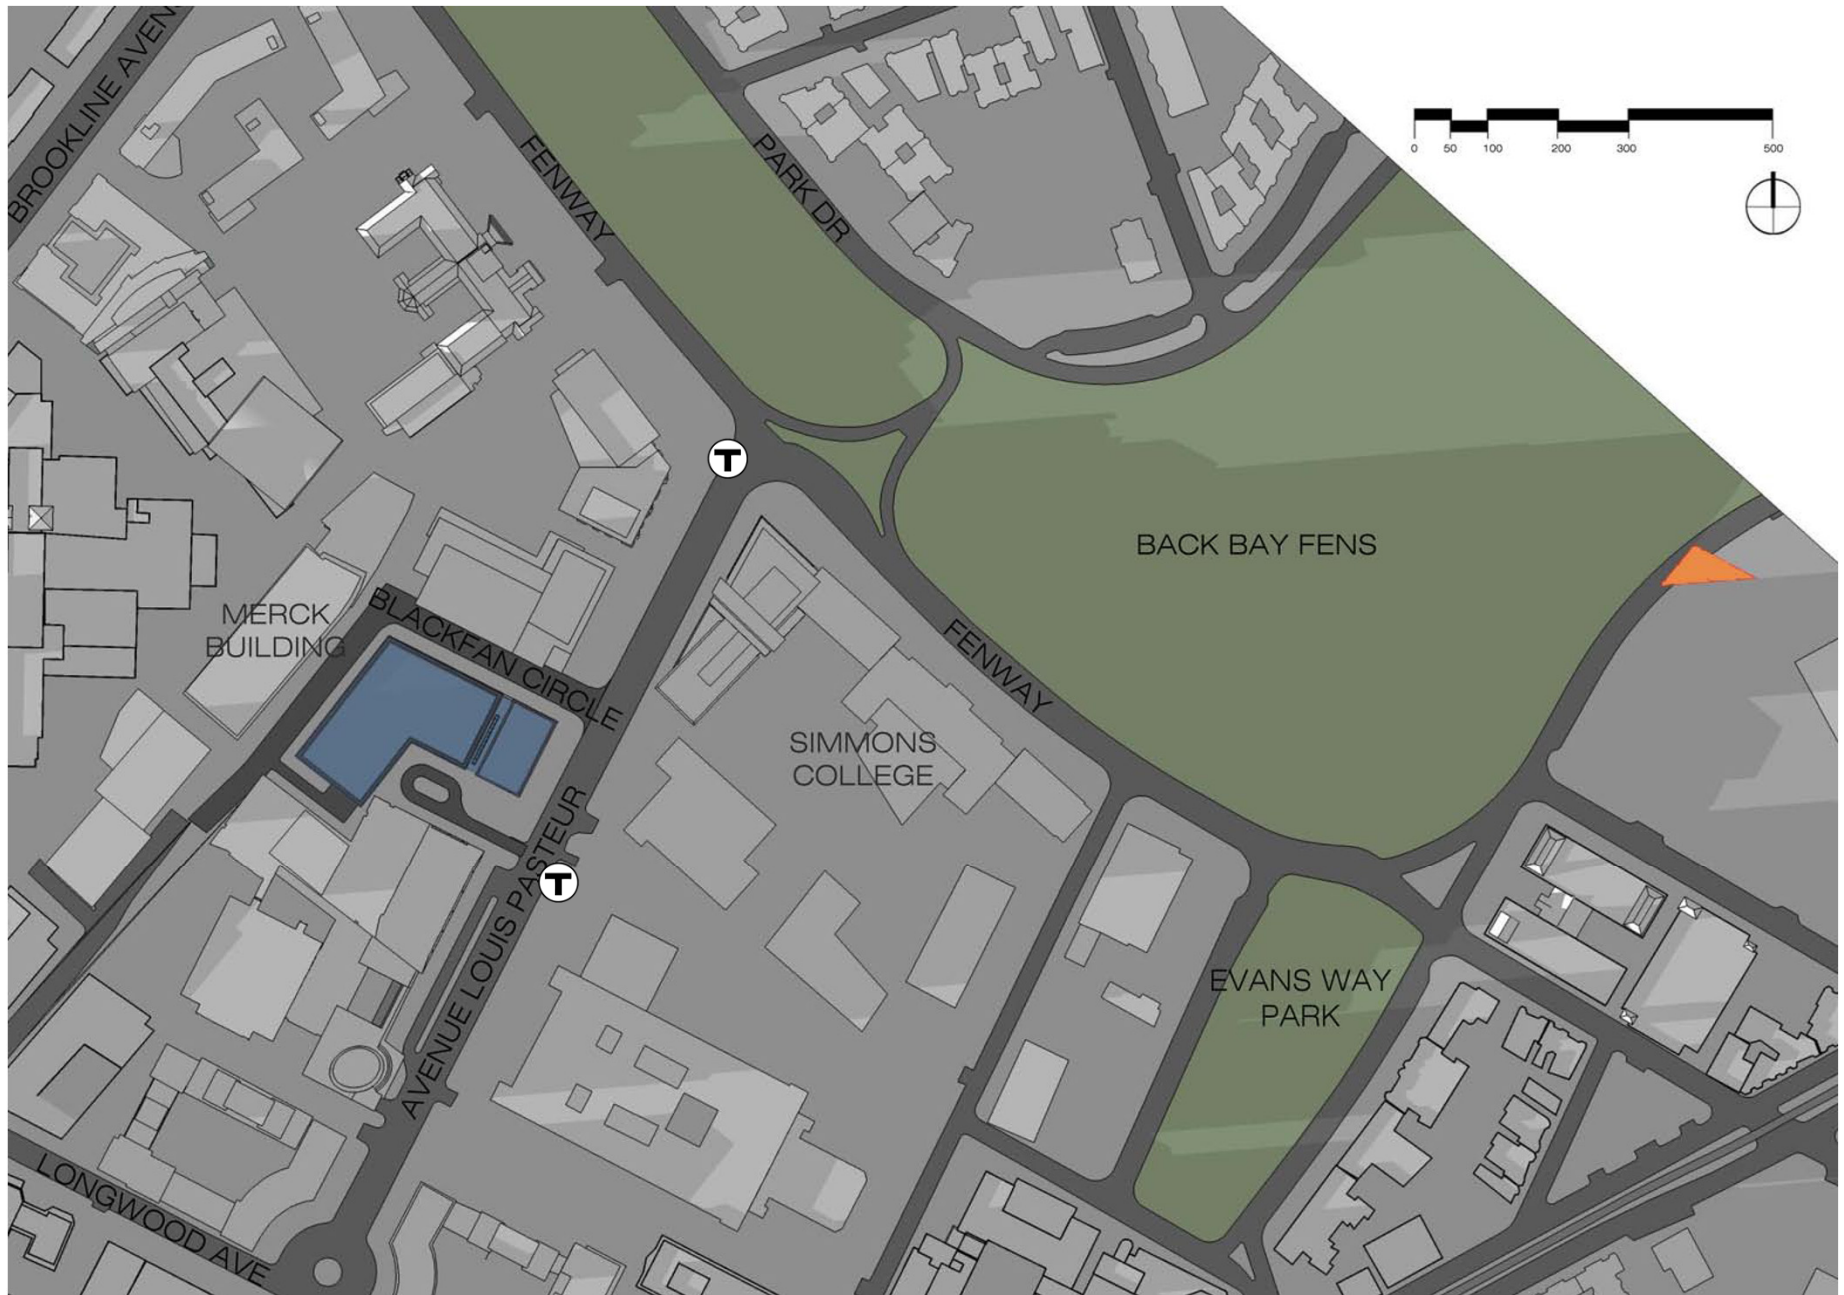 BROOKLINE AVEN
FENWAY
PARK DR
0 50 100 200 300 500
T
BACK BAY FENS
MERCK
BUILDING
BLACKFAN CIRCLE
FENWAY
SIMMONS
COLLEGE
T
AVENUE LOUIS PASTEUR
EVANS WAY
PARK
LONGWOOD AVE